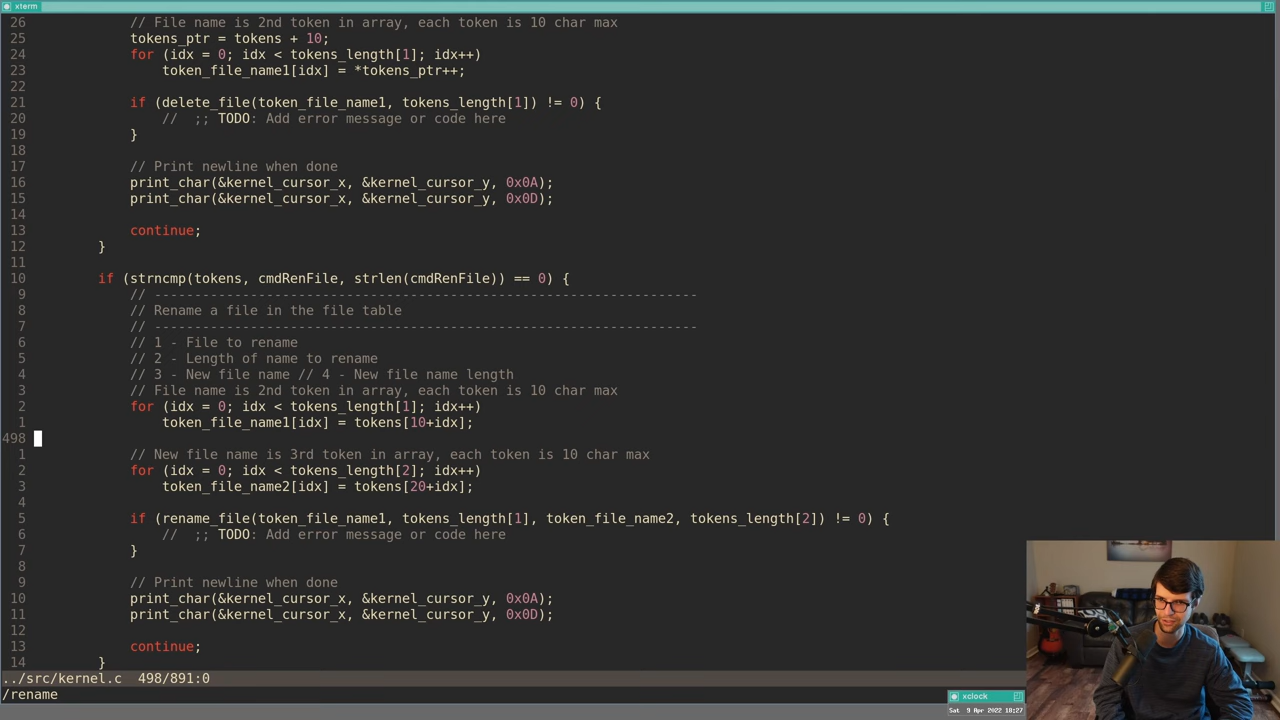 xterm
26 // File name is 2nd token in array, each token is 10 char max
25 tokens_ptr = tokens + 10;
24 for (idx = 0; idx < tokens_length[1]; idx++)
23 token_file_name1[idx] = *tokens_ptr++;
22
21 if (delete_file(token_file_name1, tokens_length[1]) != 0) {
20 //  ;; TODO: Add error message or code here
19 }
18
17 // Print newline when done
16 print_char(&kernel_cursor_x, &kernel_cursor_y, 0x0A);
15 print_char(&kernel_cursor_x, &kernel_cursor_y, 0x0D);
14
13 continue;
12 }
11
10 if (strncmp(tokens, cmdRenFile, strlen(cmdRenFile)) == 0) {
9 // --------------------------------------------------------------------
8 // Rename a file in the file table
7 // --------------------------------------------------------------------
6 // 1 - File to rename
5 // 2 - Length of name to rename
4 // 3 - New file name // 4 - New file name length
3 // File name is 2nd token in array, each token is 10 char max
2 for (idx = 0; idx < tokens_length[1]; idx++)
1 token_file_name1[idx] = tokens[10+idx];
498
1 // New file name is 3rd token in array, each token is 10 char max
2 for (idx = 0; idx < tokens_length[2]; idx++)
3 token_file_name2[idx] = tokens[20+idx];
4
5 if (rename_file(token_file_name1, tokens_length[1], token_file_name2, tokens_length[2]) != 0) {
6 //  ;; TODO: Add error message or code here
7 }
8
9 // Print newline when done
10 print_char(&kernel_cursor_x, &kernel_cursor_y, 0x0A);
11 print_char(&kernel_cursor_x, &kernel_cursor_y, 0x0D);
12
13 continue;
14 }
../src/kernel.c 498/891:0
/rename
xclock
Sat 9 Apr 2022 18:27